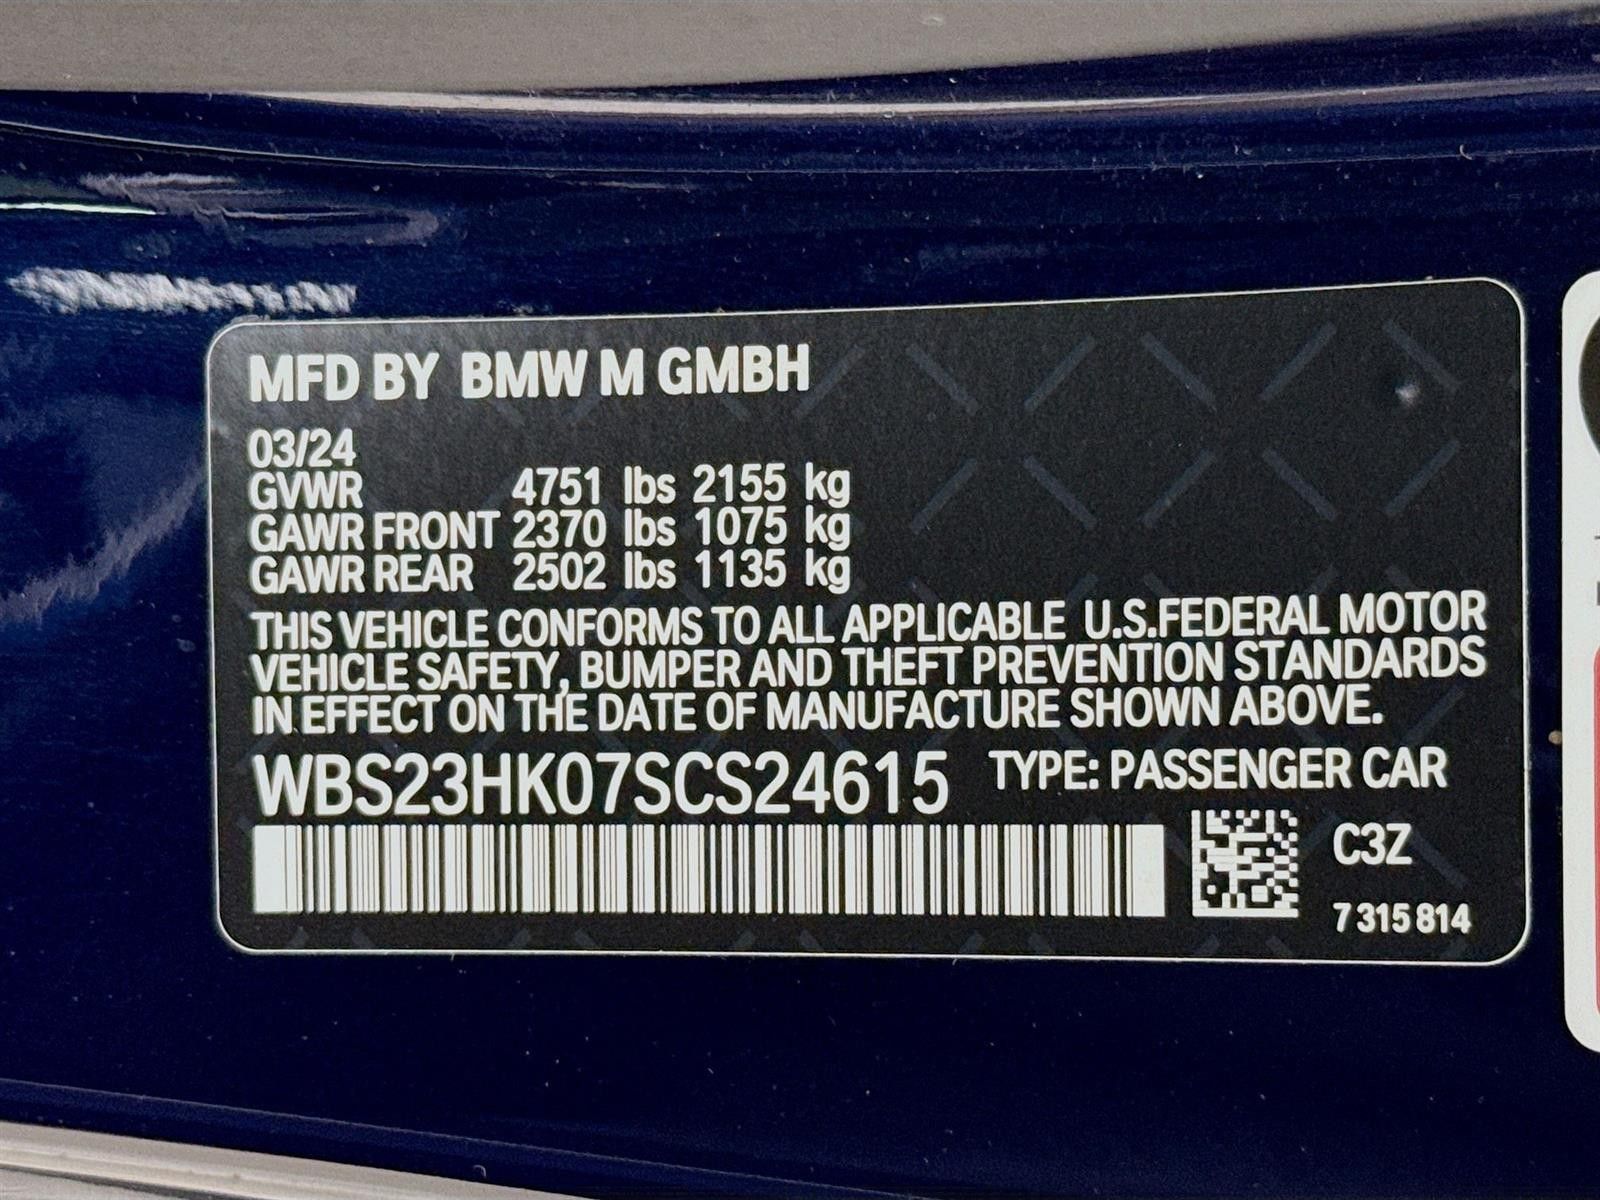 MFD BY BMW M GMBH
03/24
GVWR 4751 lbs 2155 kg
GAWR FRONT 2370 lbs 1075 kg
GAWR REAR 2502 lbs 1135 kg
THIS VEHICLE CONFORMS TO ALL APPLICABLE U.S.FEDERAL MOTOR
VEHICLE SAFETY, BUMPER AND THEFT PREVENTION STANDARDS
IN EFFECT ON THE DATE OF MANUFACTURE SHOWN ABOVE.
WBS23HK07SCS24615 TYPE: PASSENGER CAR
C3Z
7 315 814